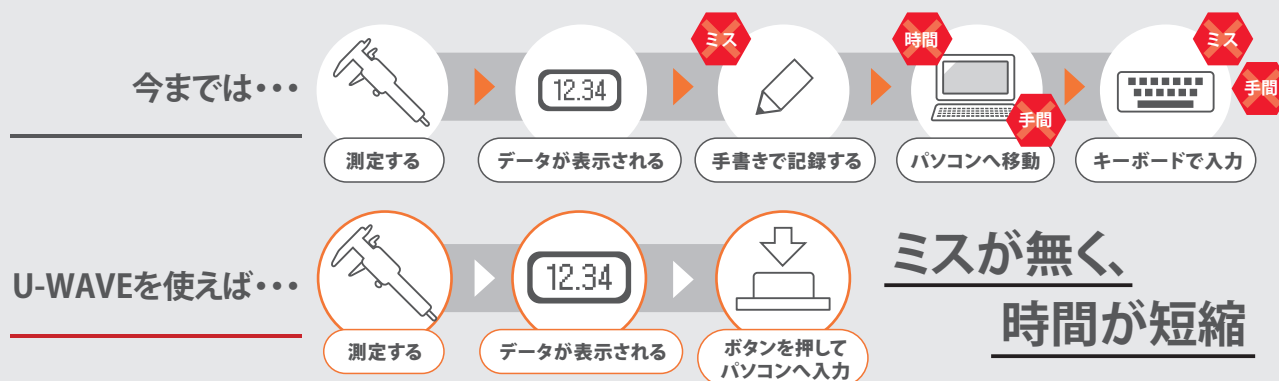 今までは・・・
ミス
時間
手間
ミス
手間
12.34
測定する
データが表示される
手書きで記録する
パソコンへ移動
キーボードで入力
U-WAVEを使えば・・・
12.34
測定する
データが表示される
ボタンを押して
パソコンへ入力
ミスが無く、
時間が短縮